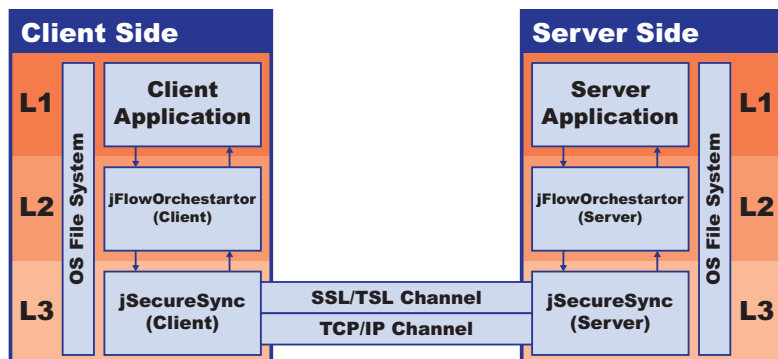 Client Side
L1
L2
L3
OS File System
Client
Application
jFlowOrchestartor
(Client)
jSecureSync
(Client)
SSL/TSL Channel
TCP/IP Channel
Server Side
Server
Application
jFlowOrchestartor
(Server)
jSecureSync
(Server)
OS File System
L1
L2
L3